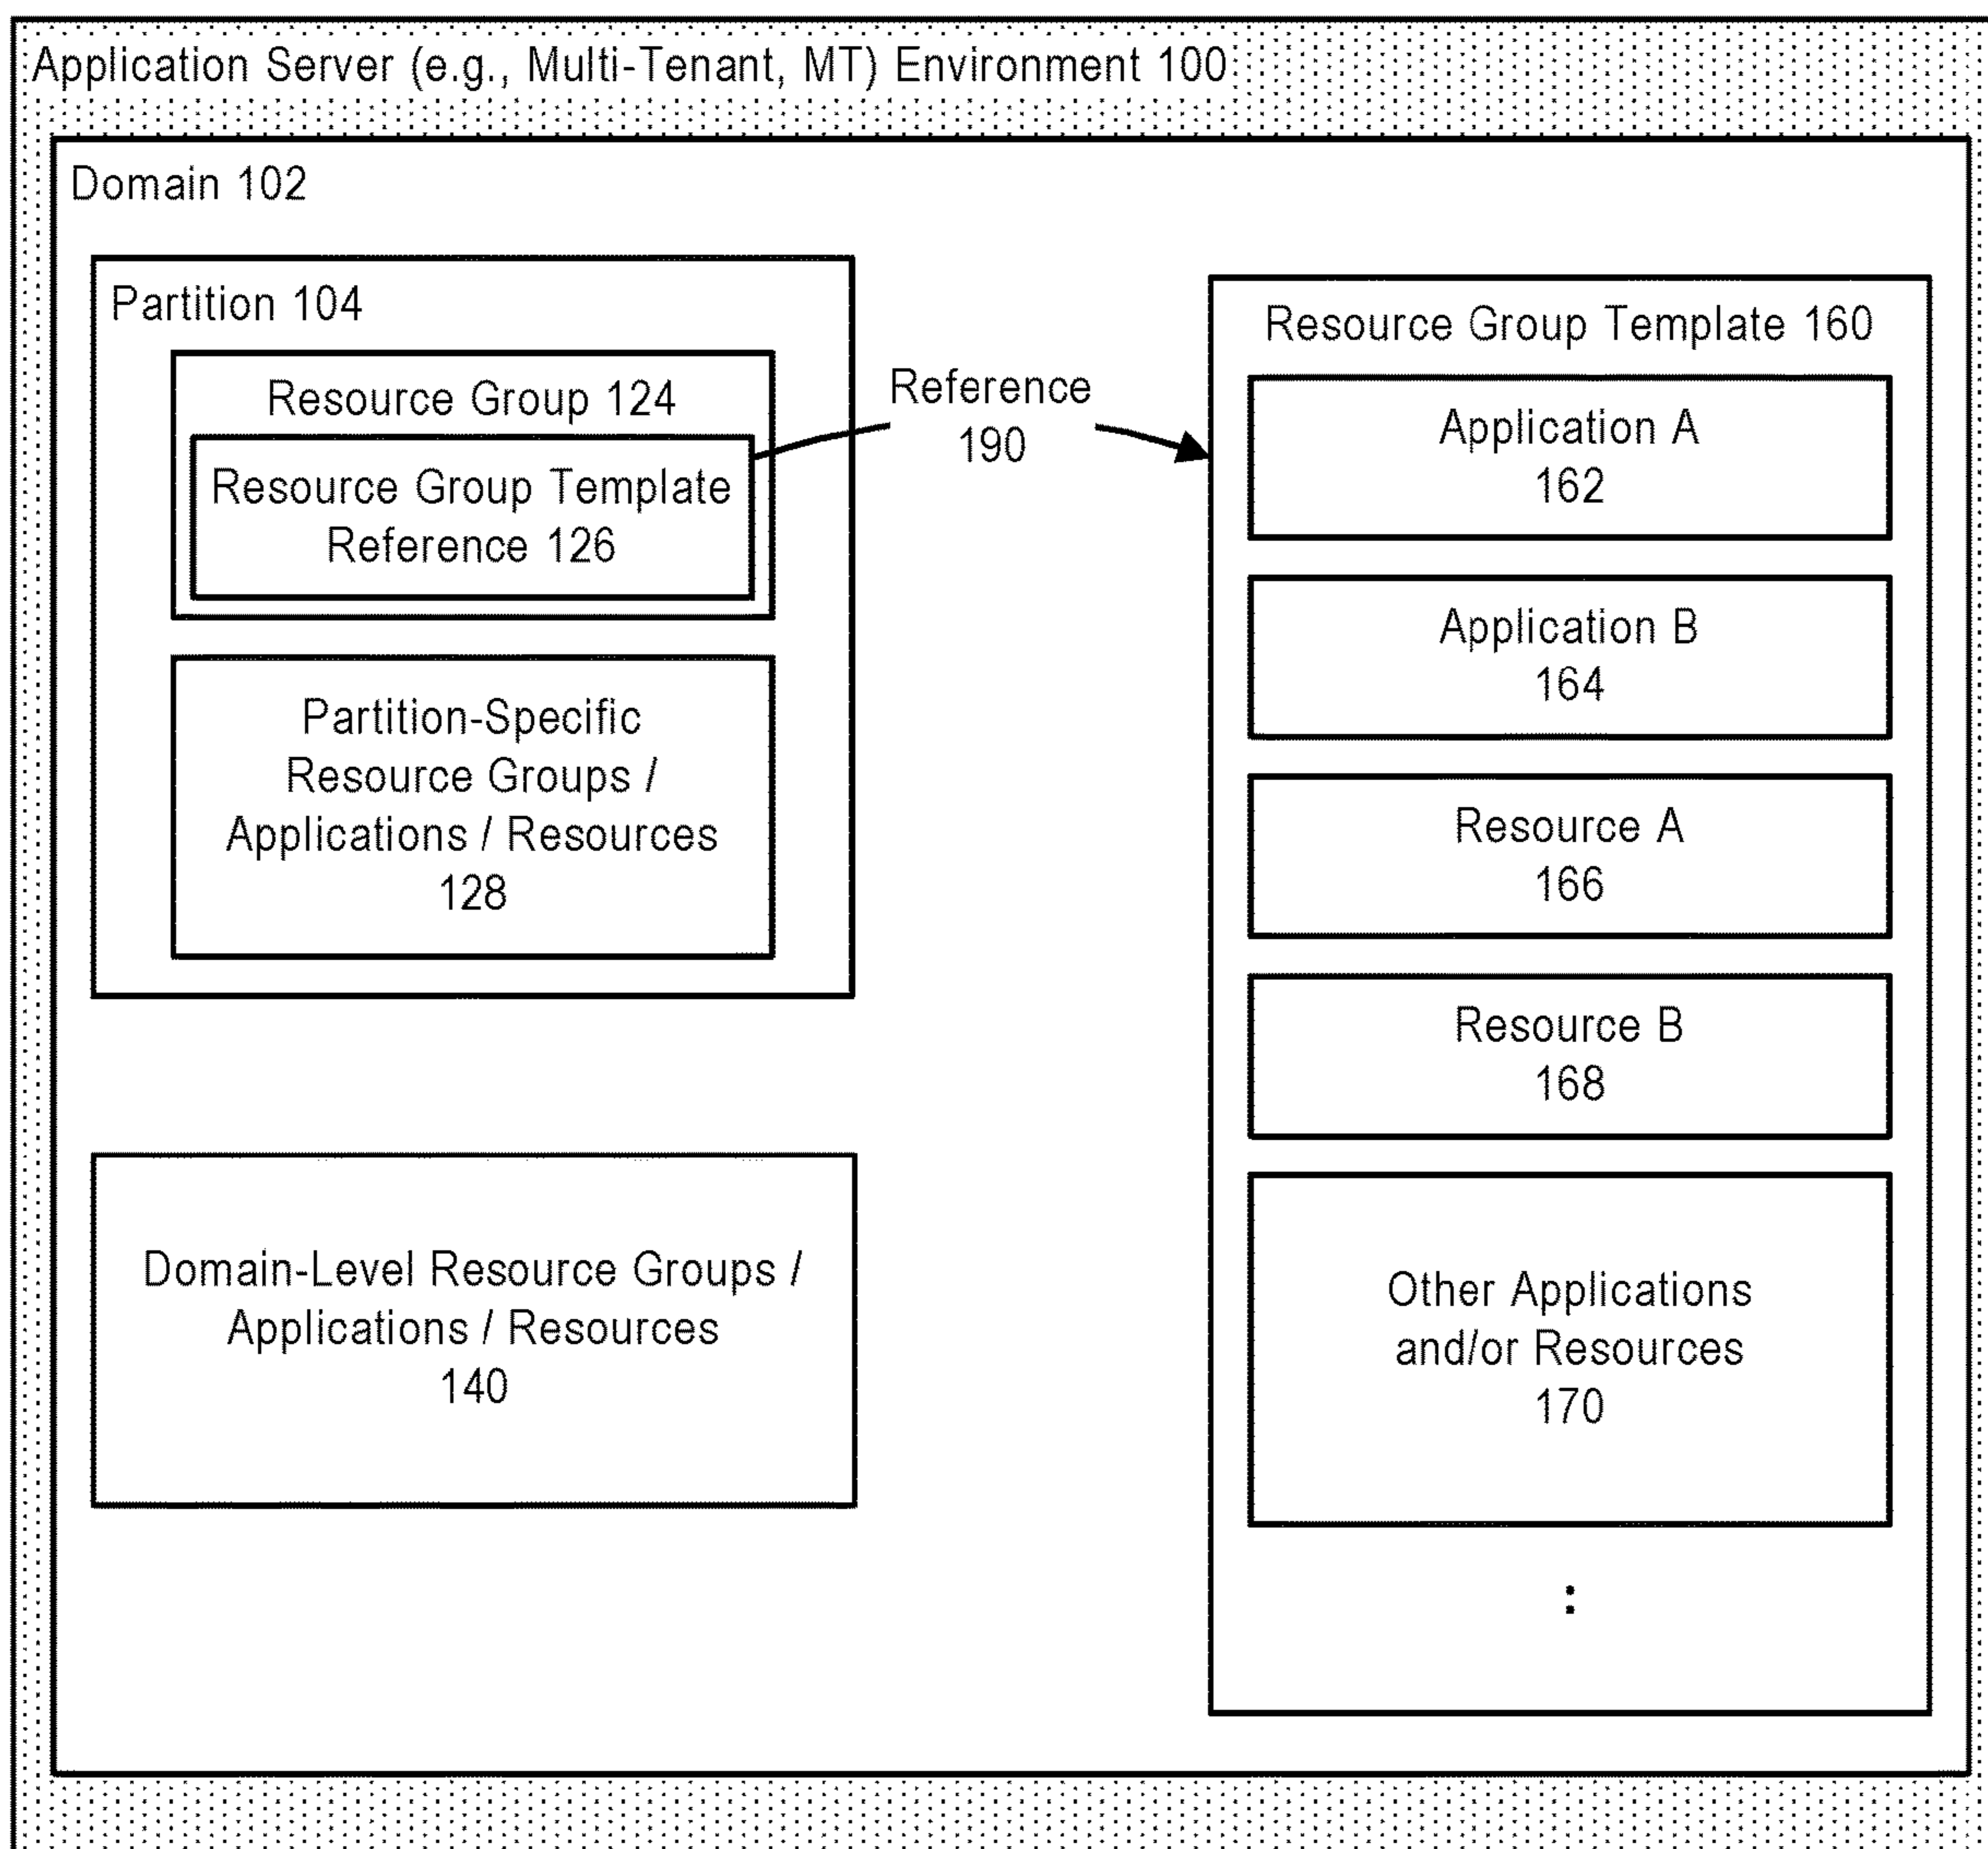 Application Server (e.g., Multi-Tenant, MT) Environment 100
Domain 102
Partition 104
Resource Group 124
Resource Group Template
Reference 126
Partition-Specific
Resource Groups /
Applications / Resources
128
Domain-Level Resource Groups /
Applications / Resources
140
Reference
190
Resource Group Template 160
Application A
162
Application B
164
Resource A
166
Resource B
168
Other Applications
and/or Resources
170
: